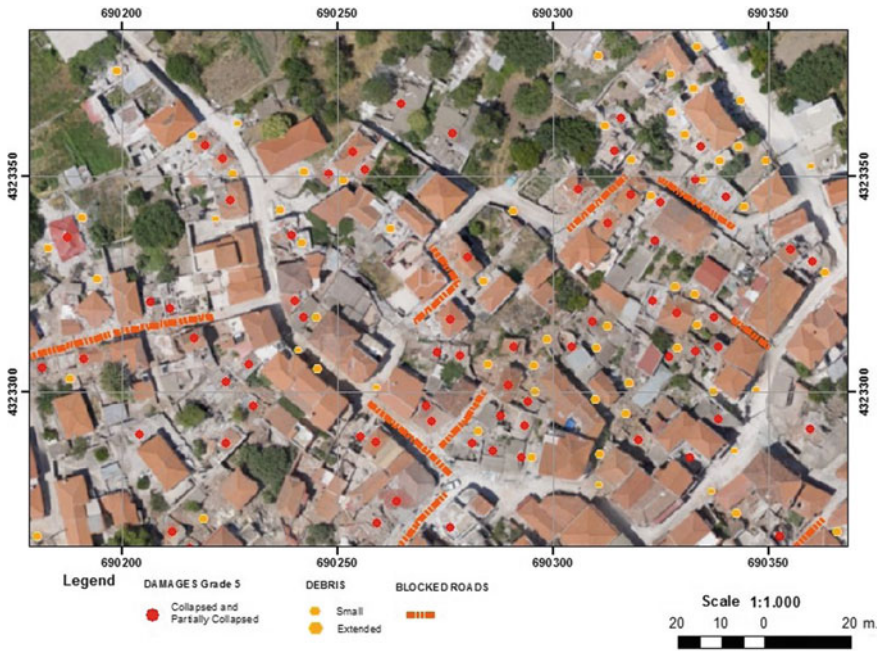 690200 690250 690300 690350
4323350 4323350
4323300 4323300
690200 690250 690300 690350
Legend
DAMAGES Grade 5
Collapsed and
Partially Collapsed
DEBRIS
Small
Extended
BLOCKED ROADS
Scale 1:1.000
20 10 0 20 m.